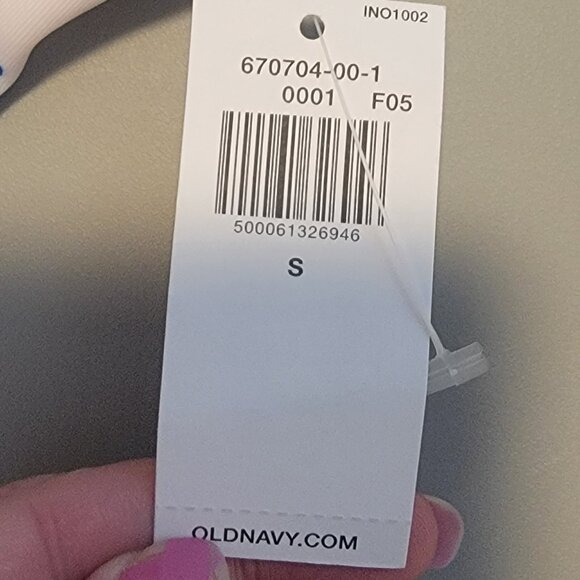 INO1002
670704-00-1
0001 F05
500061326946
S
OLDNAVY.COM